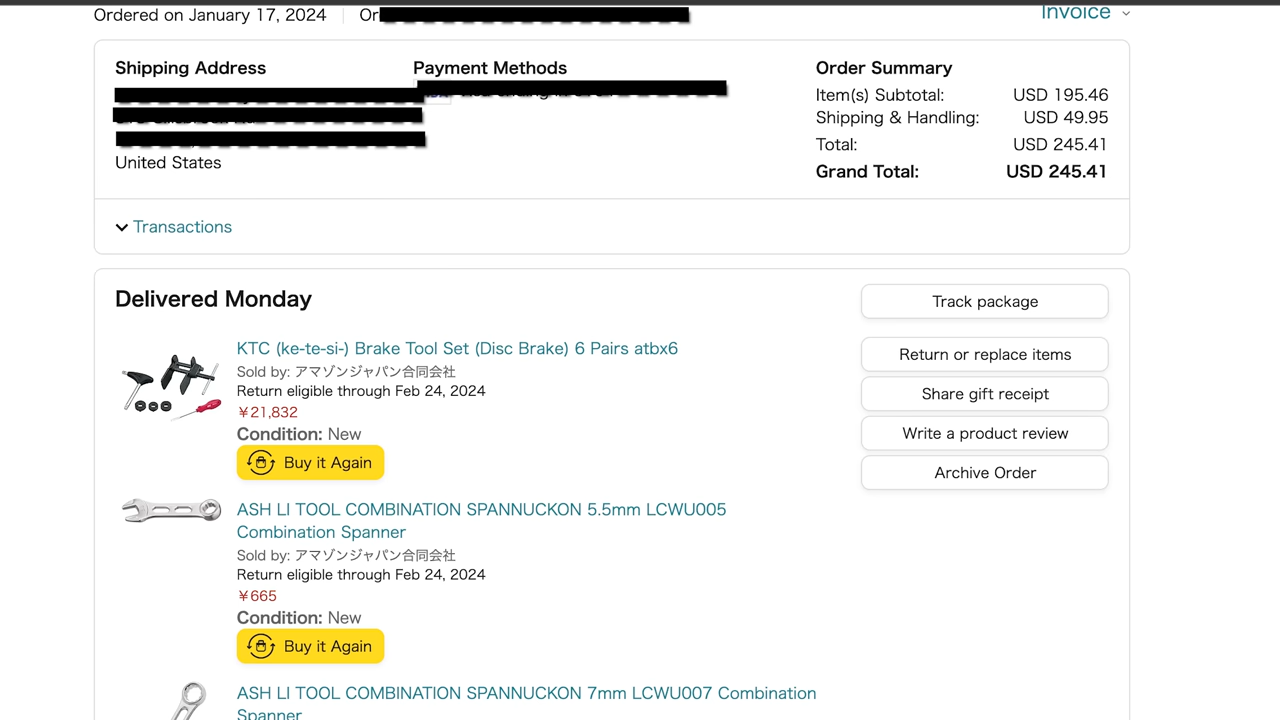 Ordered on January 17, 2024
Invoice
Shipping Address
United States
Payment Methods
Order Summary
Item(s) Subtotal: USD 195.46
Shipping & Handling: USD 49.95
Total: USD 245.41
Grand Total: USD 245.41
Transactions
Delivered Monday
Track package
Return or replace items
Share gift receipt
Write a product review
Archive Order
KTC (ke-te-si-) Brake Tool Set (Disc Brake) 6 Pairs atbx6
Sold by: アマゾンジャパン合同会社
Return eligible through Feb 24, 2024
¥21,832
Condition: New
Buy it Again
ASH LI TOOL COMBINATION SPANNUCKON 5.5mm LCWU005
Combination Spanner
Sold by: アマゾンジャパン合同会社
Return eligible through Feb 24, 2024
¥665
Condition: New
Buy it Again
ASH LI TOOL COMBINATION SPANNUCKON 7mm LCWU007 Combination
Spanner